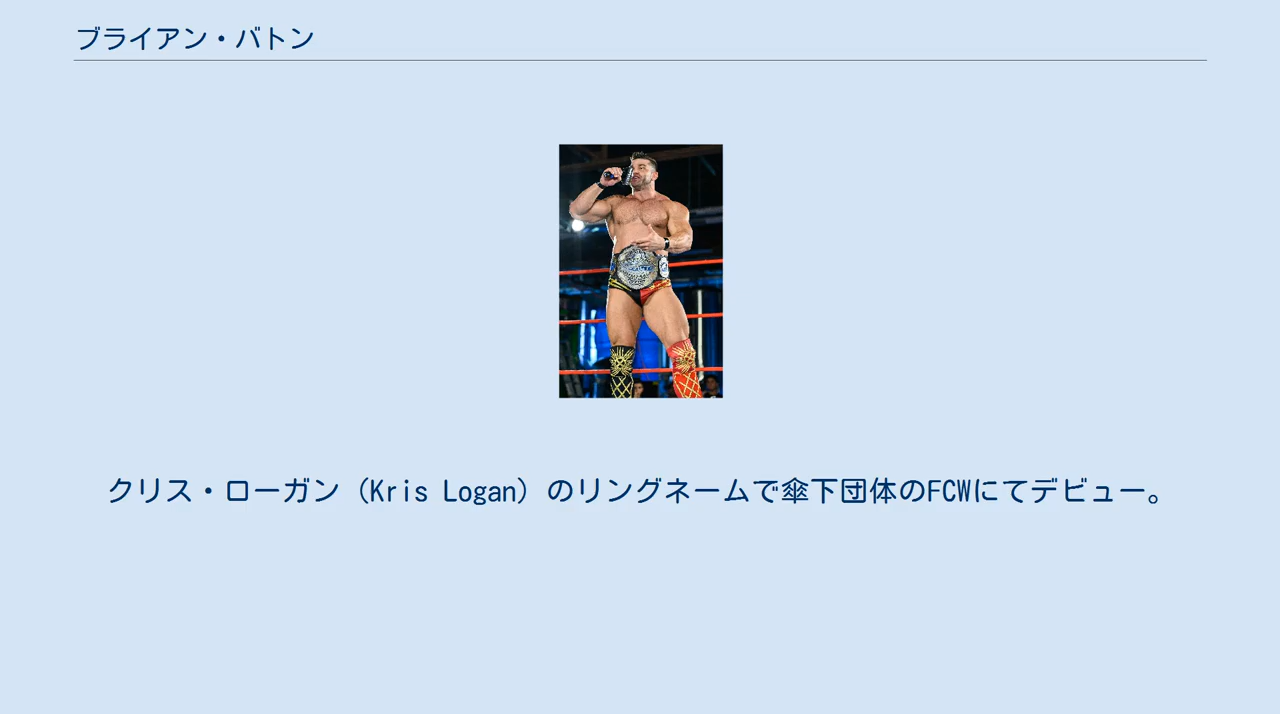 ブライアン・バトン
クリス・ローガン（Kris Logan）のリングネームで傘下団体のFCWにてデビュー。